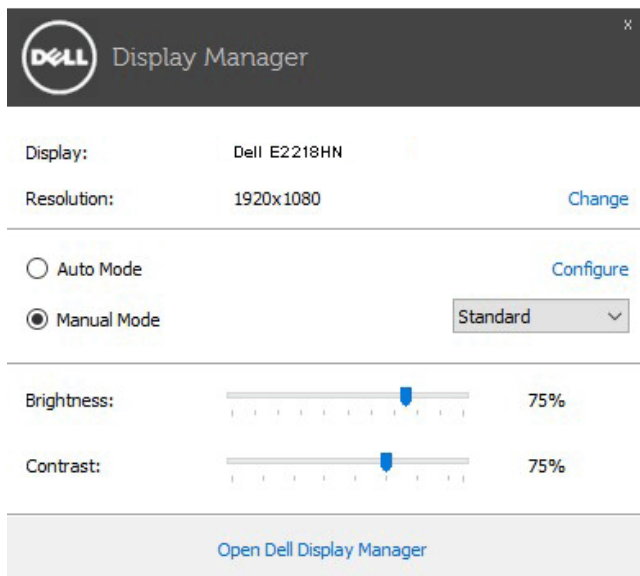 DELL Display Manager
x
Display: Dell E2218HN
Resolution: 1920x1080 Change
Auto Mode Configure
Manual Mode Standard
Brightness: 75%
Contrast: 75%
Open Dell Display Manager